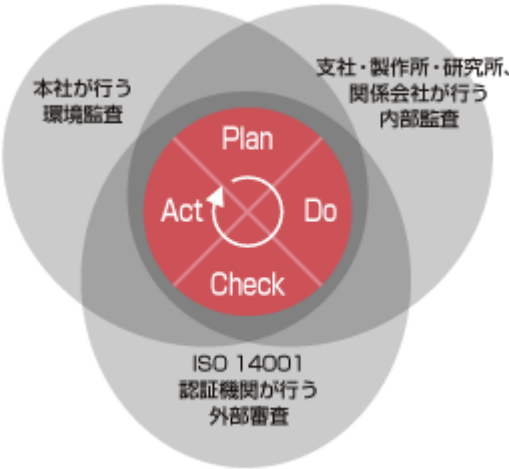 本社が行う
環境監査
支社・製作所・研究所、
関係会社が行う
内部監査
Plan
Act
Do
Check
ISO 14001
認証機関が行う
外部審査